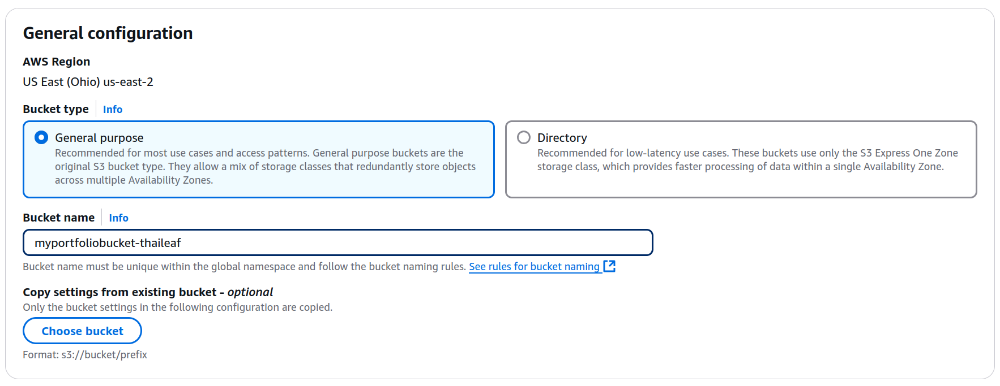 General configuration
AWS Region
US East (Ohio) us-east-2
Bucket type Info
General purpose
Recommended for most use cases and access patterns. General purpose buckets are the
original S3 bucket type. They allow a mix of storage classes that redundantly store objects
across multiple Availability Zones.
Directory
Recommended for low-latency use cases. These buckets use only the S3 Express One Zone
storage class, which provides faster processing of data within a single Availability Zone.
Bucket name Info
myportfoliobucket-thaileaf
Bucket name must be unique within the global namespace and follow the bucket naming rules. See rules for bucket naming
Copy settings from existing bucket - optional
Only the bucket settings in the following configuration are copied.
Choose bucket
Format: s3://bucket/prefix